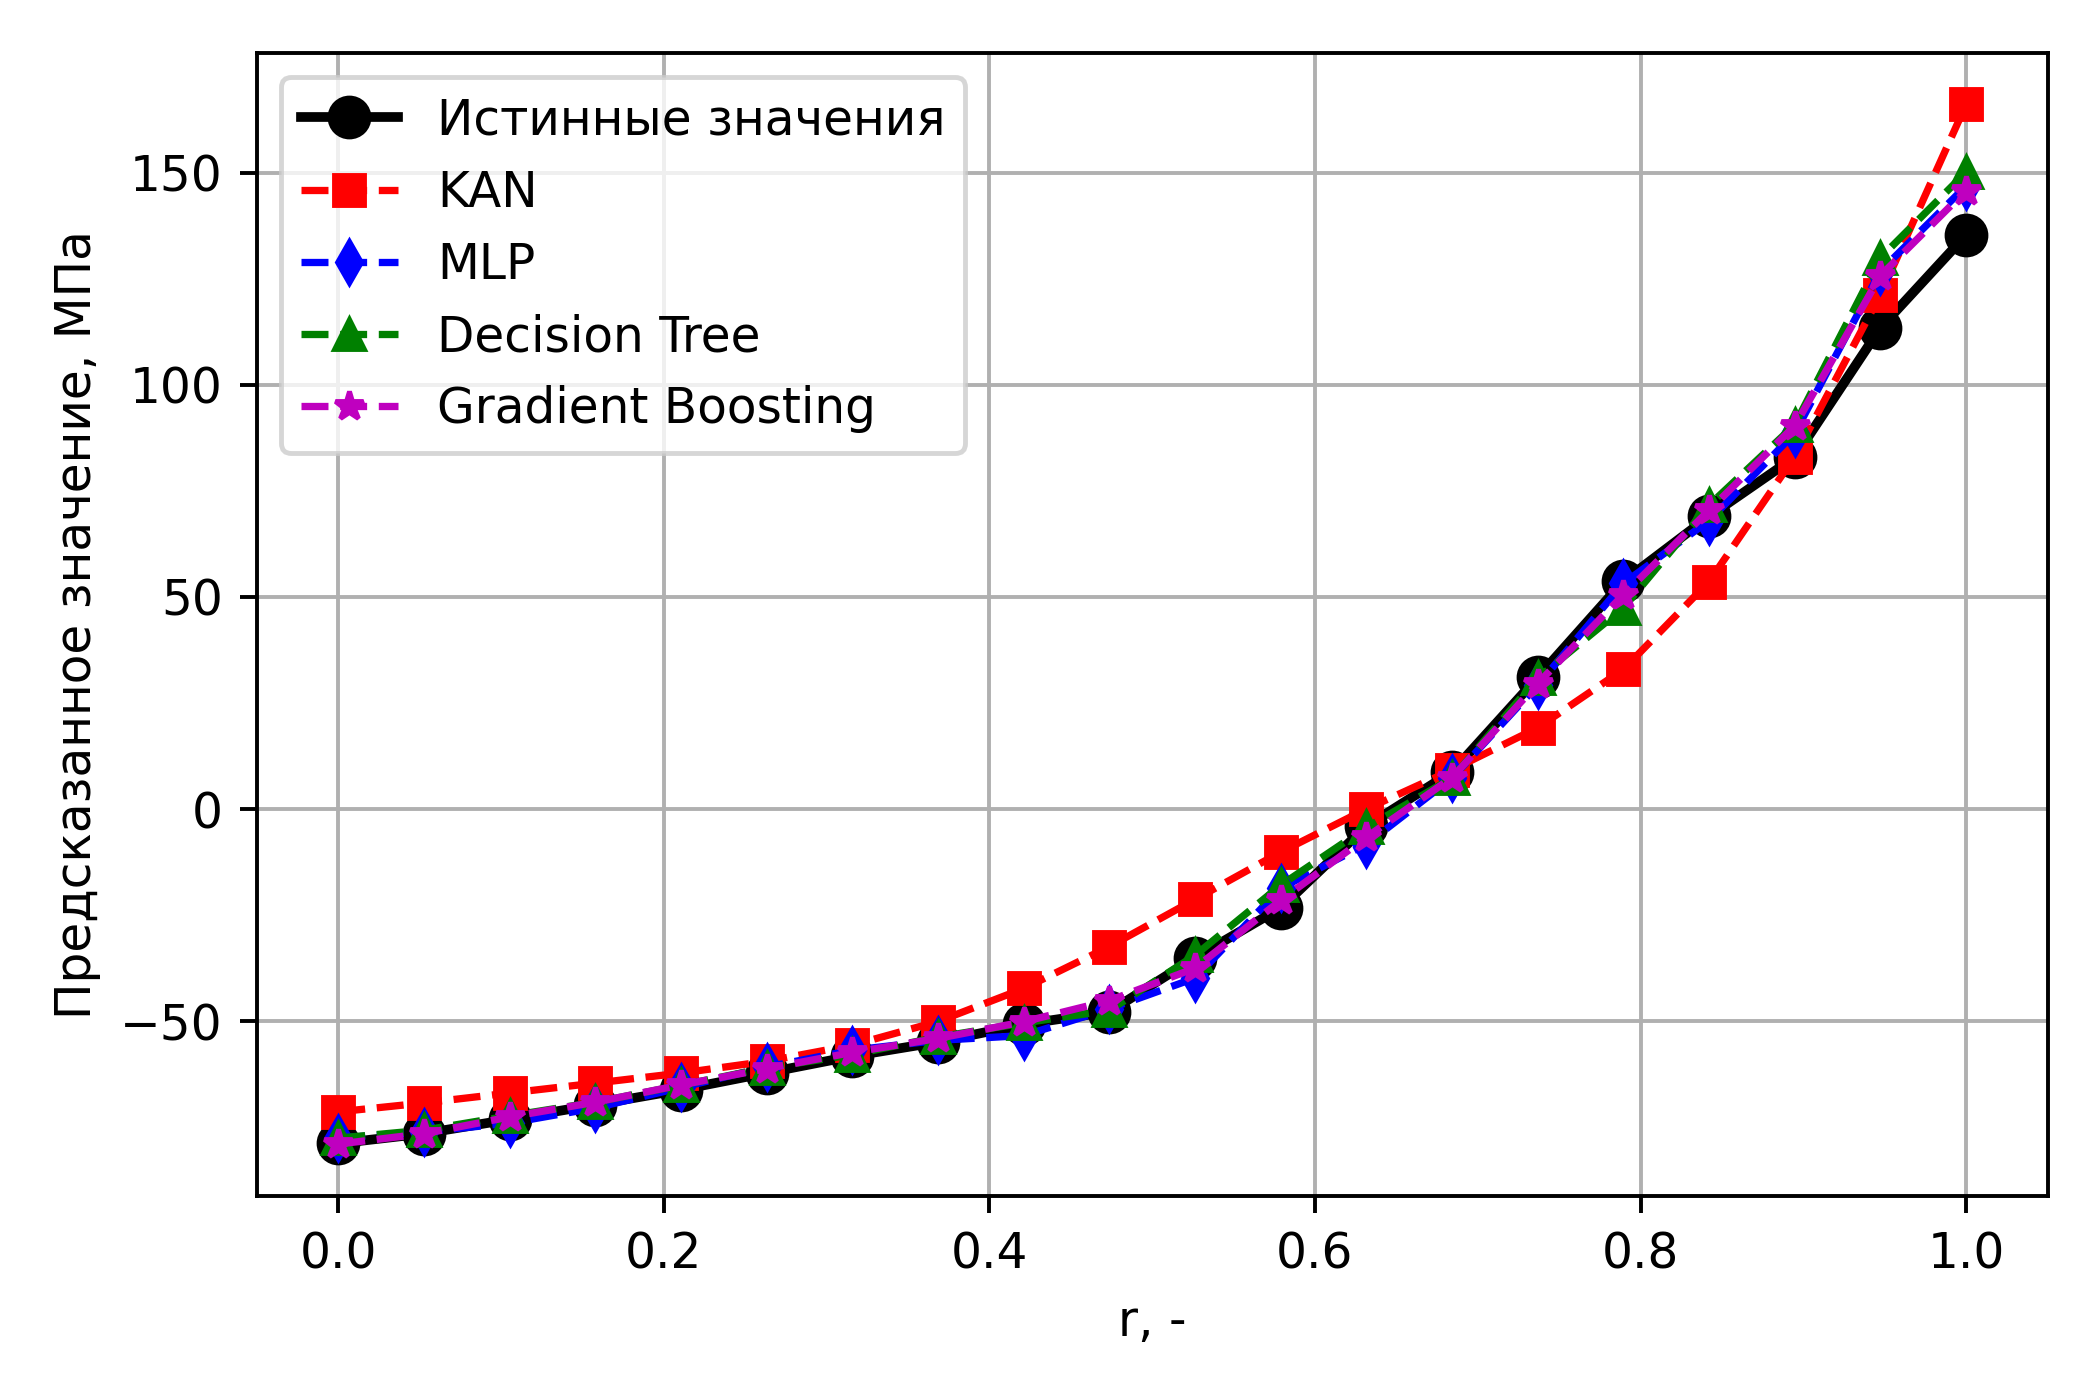 Истинные значения
KAN
MLP
Decision Tree
Gradient Boosting
Предсказанное значение, МПа
150
100
50
0
−50
0.0 0.2 0.4 0.6 0.8 1.0
r, -